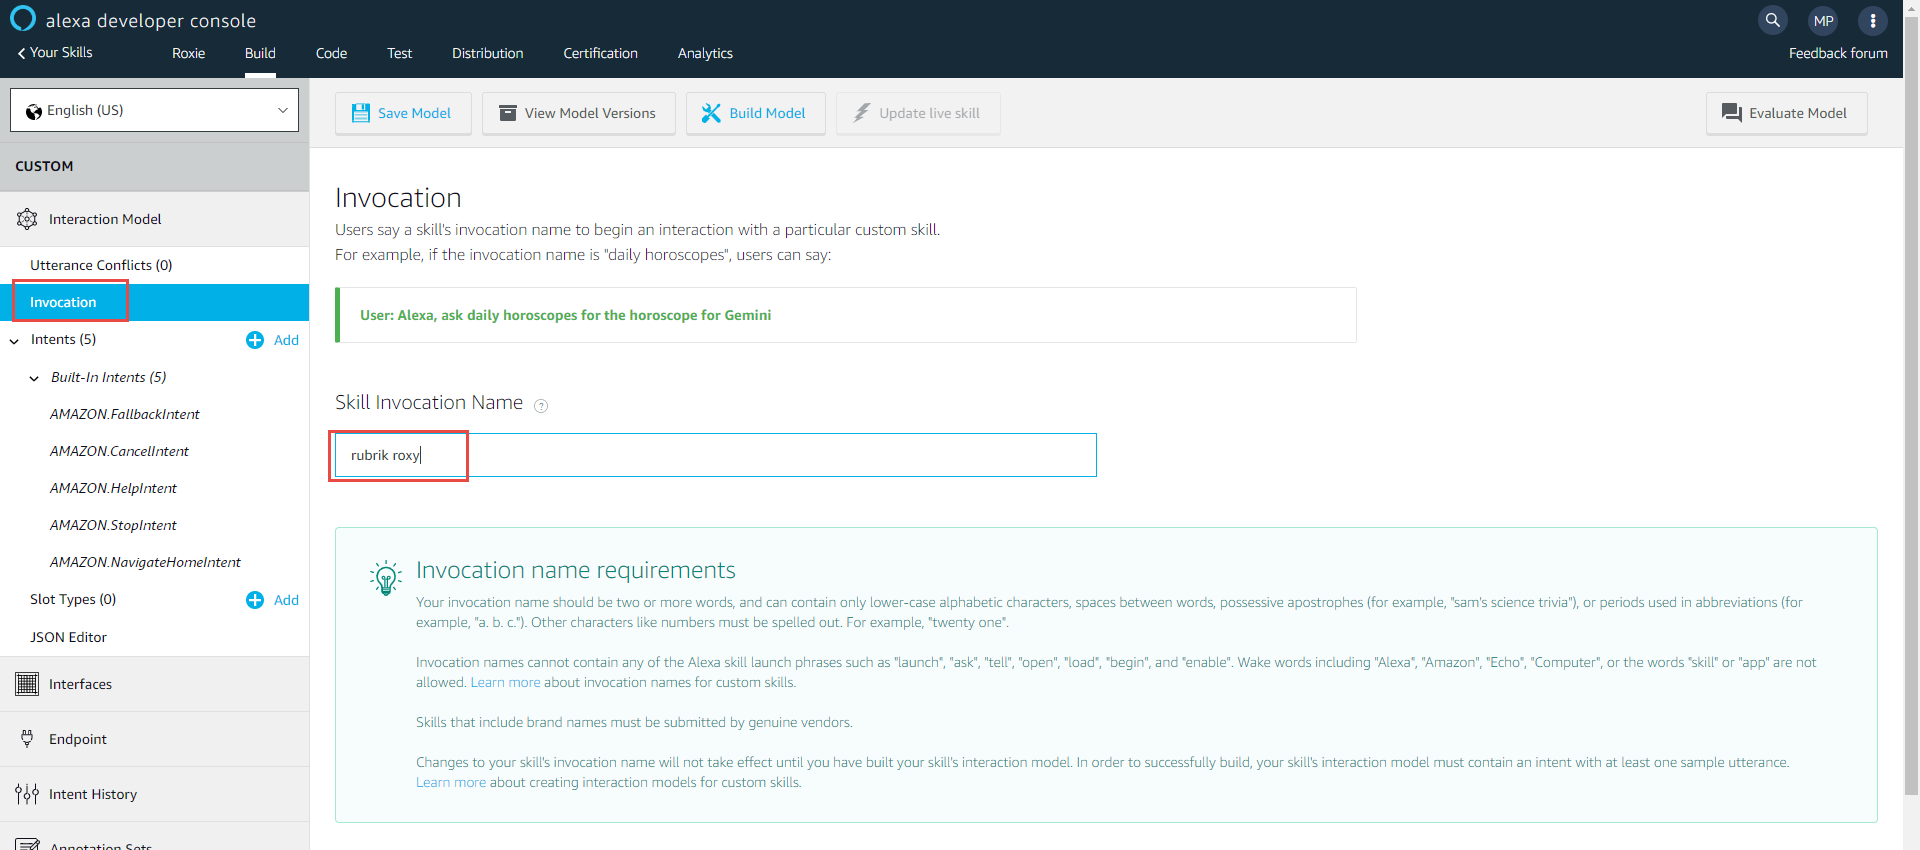 alexa developer console
MP
Your Skills
Roxie
Build
Code
Test
Distribution
Certification
Analytics
Feedback forum
English (US)
Save Model
View Model Versions
Build Model
Update live skill
Evaluate Model
CUSTOM
Interaction Model
Utterance Conflicts (0)
Invocation
Intents (5)
Add
Built-In Intents (5)
AMAZON.FallbackIntent
AMAZON.CancelIntent
AMAZON.HelpIntent
AMAZON.StopIntent
AMAZON.NavigateHomeIntent
Slot Types (0)
Add
JSON Editor
Interfaces
Endpoint
Intent History
Annotation Sets
Invocation
Users say a skill's invocation name to begin an interaction with a particular custom skill.
For example, if the invocation name is "daily horoscopes", users can say:
User: Alexa, ask daily horoscopes for the horoscope for Gemini
Skill Invocation Name ?
rubrik roxy
Invocation name requirements
Your invocation name should be two or more words, and can contain only lower-case alphabetic characters, spaces between words, possessive apostrophes (for example, "sam's science trivia"), or periods used in abbreviations (for
example, "a. b. c."). Other characters like numbers must be spelled out. For example, "twenty one".
Invocation names cannot contain any of the Alexa skill launch phrases such as "launch", "ask", "tell", "open", "load", "begin", and "enable". Wake words including "Alexa", "Amazon", "Echo", "Computer", or the words "skill" or "app" are not
allowed. Learn more about invocation names for custom skills.
Skills that include brand names must be submitted by genuine vendors.
Changes to your skill's invocation name will not take effect until you have built your skill's interaction model. In order to successfully build, your skill's interaction model must contain an intent with at least one sample utterance.
Learn more about creating interaction models for custom skills.